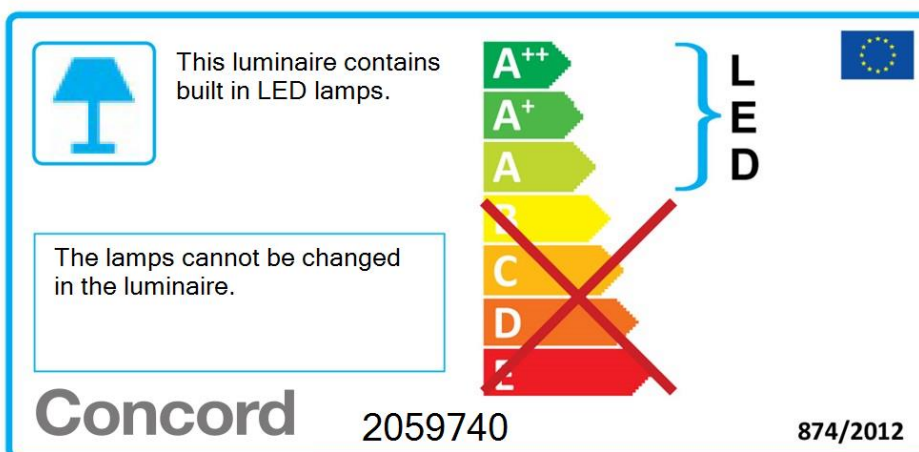 This luminaire contains
built in LED lamps.
The lamps cannot be changed
in the luminaire.
A++
A+
A
B
C
D
E
L
E
D
Concord
2059740
874/2012